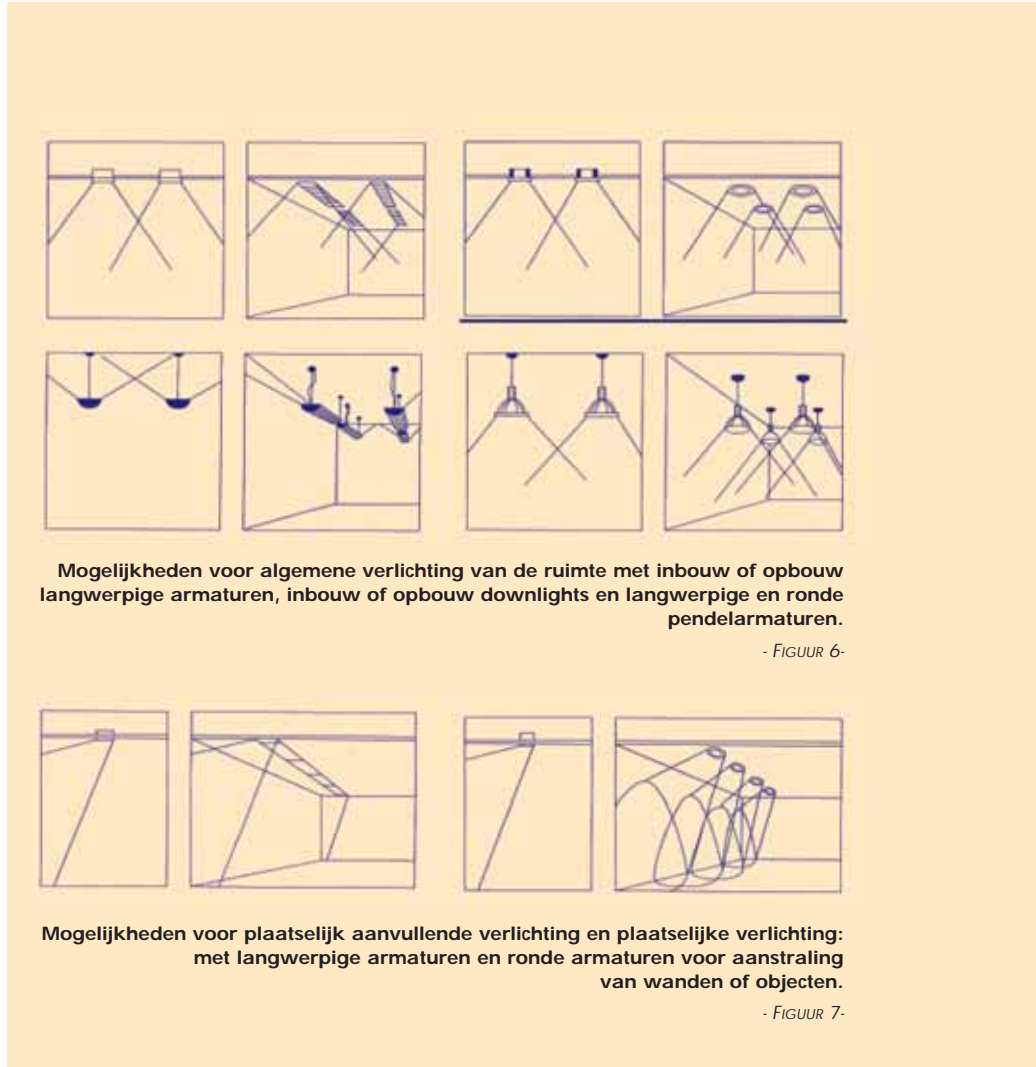 Mogelijkheden voor algemene verlichting van de ruimte met inbouw of opbouw
langwerpige armaturen, inbouw of opbouw downlights en langwerpige en ronde
pendelarmaturen.
- FIGUUR 6-
Mogelijkheden voor plaatselijk aanvullende verlichting en plaatselijke verlichting:
met langwerpige armaturen en ronde armaturen voor aanstraling
van wanden of objecten.
- FIGUUR 7-